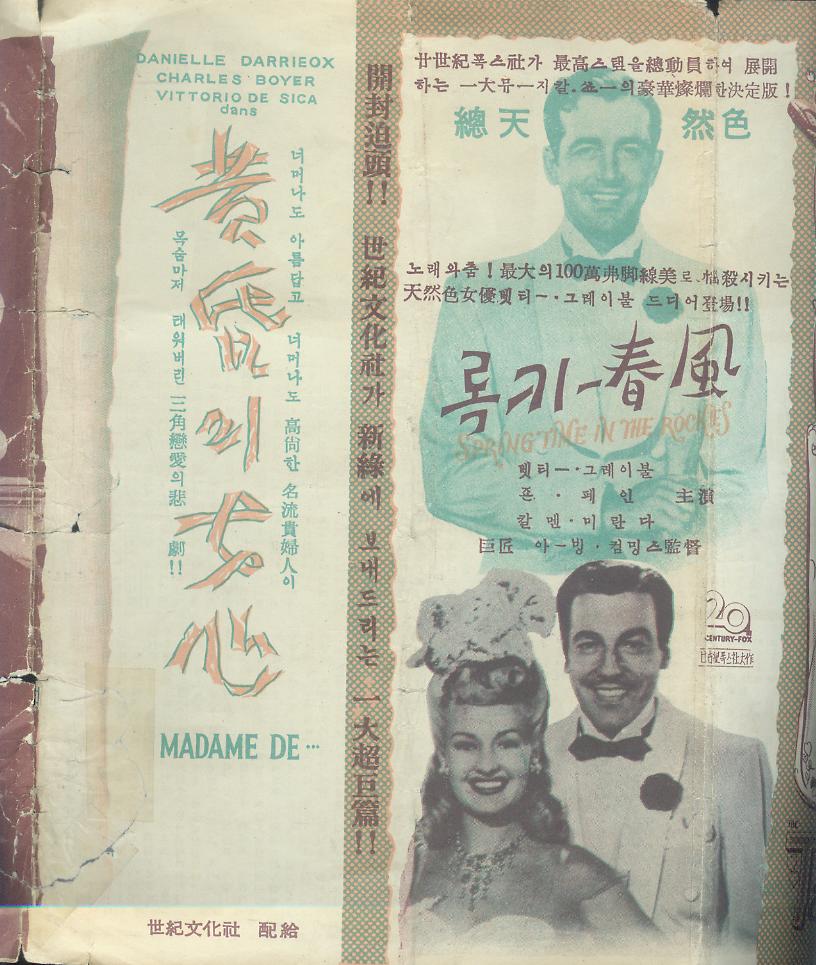 DANIELLE DARRIEOX
CHARLES BOYER
VITTORIO DE SICA
dans
너머나도 아름답고 너머나도 高尙한 名流貴婦人이
목숨마저 태워버린 三角戀愛의 悲劇!!
女心
MADAME DE…
世紀文化社 配給
開封迫頭!! 世紀文化社가 新綠에 보내드리는 一大超巨篇!!
廿世紀폭스社가 最高스탶을總動員하여 展開
하는 一大뮤-지칼.쇼-의豪華燦爛한決定版!
總天然色
노래와춤! 最大의100萬弗脚線美로 惱殺시키는
天然色女優뼷티-·그레이불 드디어登場!!
록키-春風
SPRINGTIME IN THE ROCKIES
뼷티-·그레이불
죤·페인 主演
칼멘·미란다
巨匠 아-빙·컴밍스監督
20
CENTURY-FOX